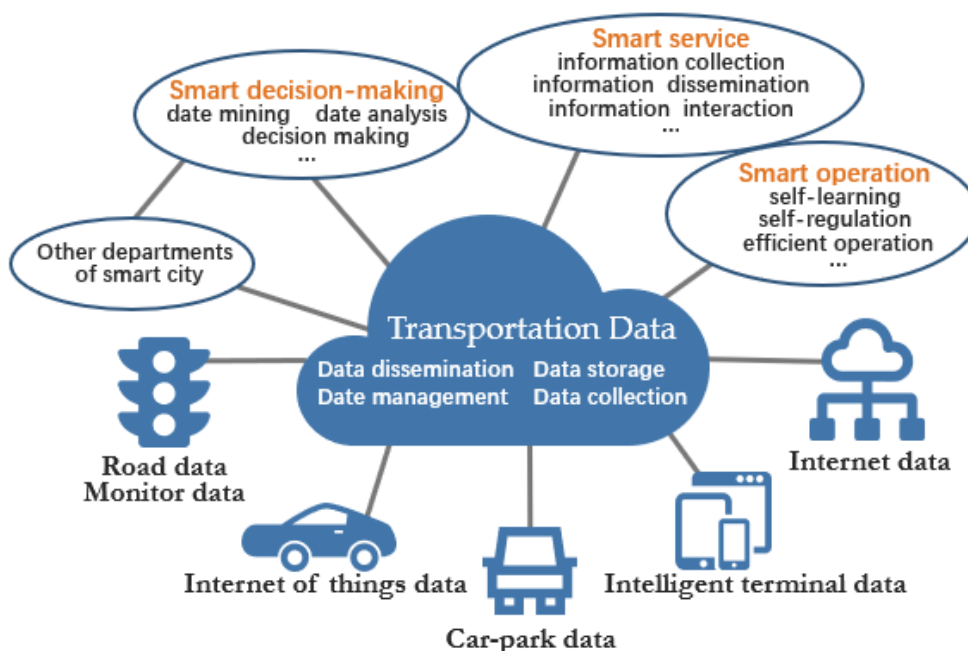 Smart service
information collection
information dissemination
information interaction
...
Smart decision-making
date mining date analysis
decision making
...
Smart operation
self-learning
self-regulation
efficient operation
...
Other departments
of smart city
Transportation Data
Data dissemination Data storage
Date management Data collection
Road data
Monitor data
Internet data
Internet of things data
Intelligent terminal data
Car-park data